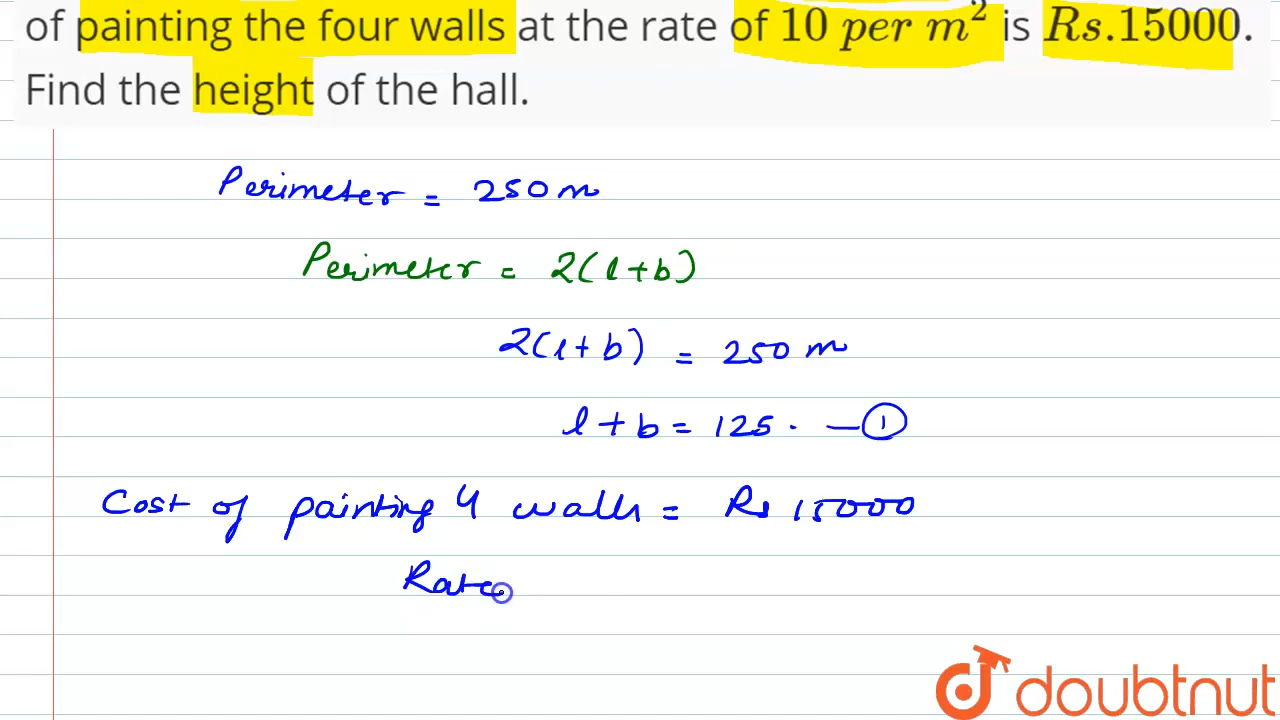 of painting the four walls at the rate of 10 per m² is Rs.15000.
Find the height of the hall.
Perimeter = 250 m
Perimeter = 2(l+b)
2(l+b) = 250 m
l+b = 125. — ①
Cost of painting 4 walls = Rs 15000
Rate
doubtnut